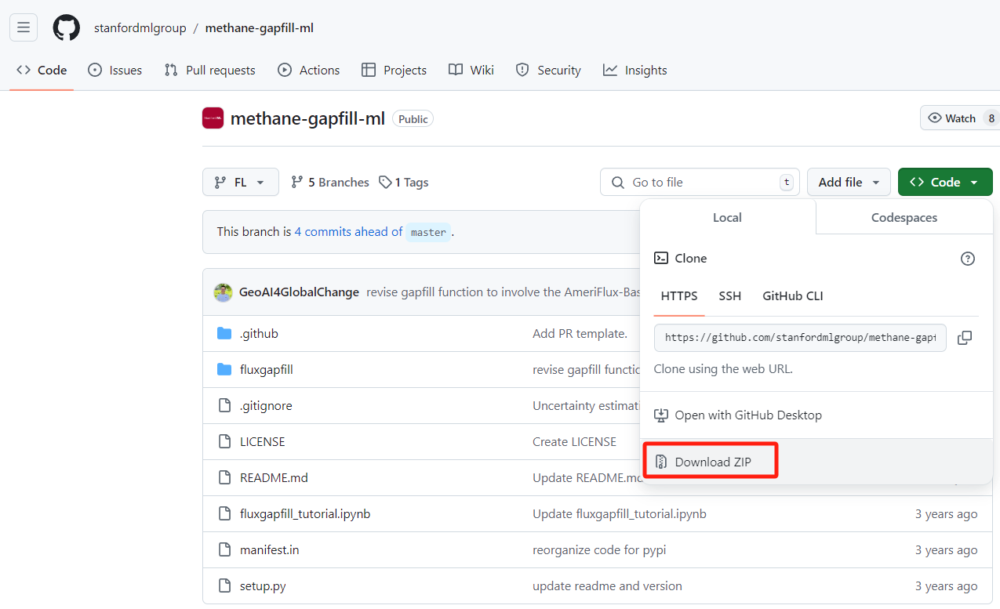 stanfordmlgroup / methane-gapfill-ml
Code Issues Pull requests Actions Projects Wiki Security Insights
methane-gapfill-ml Public Watch 8
FL 5 Branches 1 Tags Go to file t Add file Code
Local Codespaces
This branch is 4 commits ahead of master .
Clone
HTTPS SSH GitHub CLI
https://github.com/stanfordmlgroup/methane-gapf
Clone using the web URL.
Open with GitHub Desktop
Download ZIP
GeoAI4GlobalChange revise gapfill function to involve the AmeriFlux-Bas
.github Add PR template.
fluxgapfill revise gapfill functio
.gitignore Uncertainty estimati
LICENSE Create LICENSE
README.md Update README.md
fluxgapfill_tutorial.ipynb Update fluxgapfill_tutorial.ipynb 3 years ago
manifest.in reorganize code for pypi 3 years ago
setup.py update readme and version 3 years ago